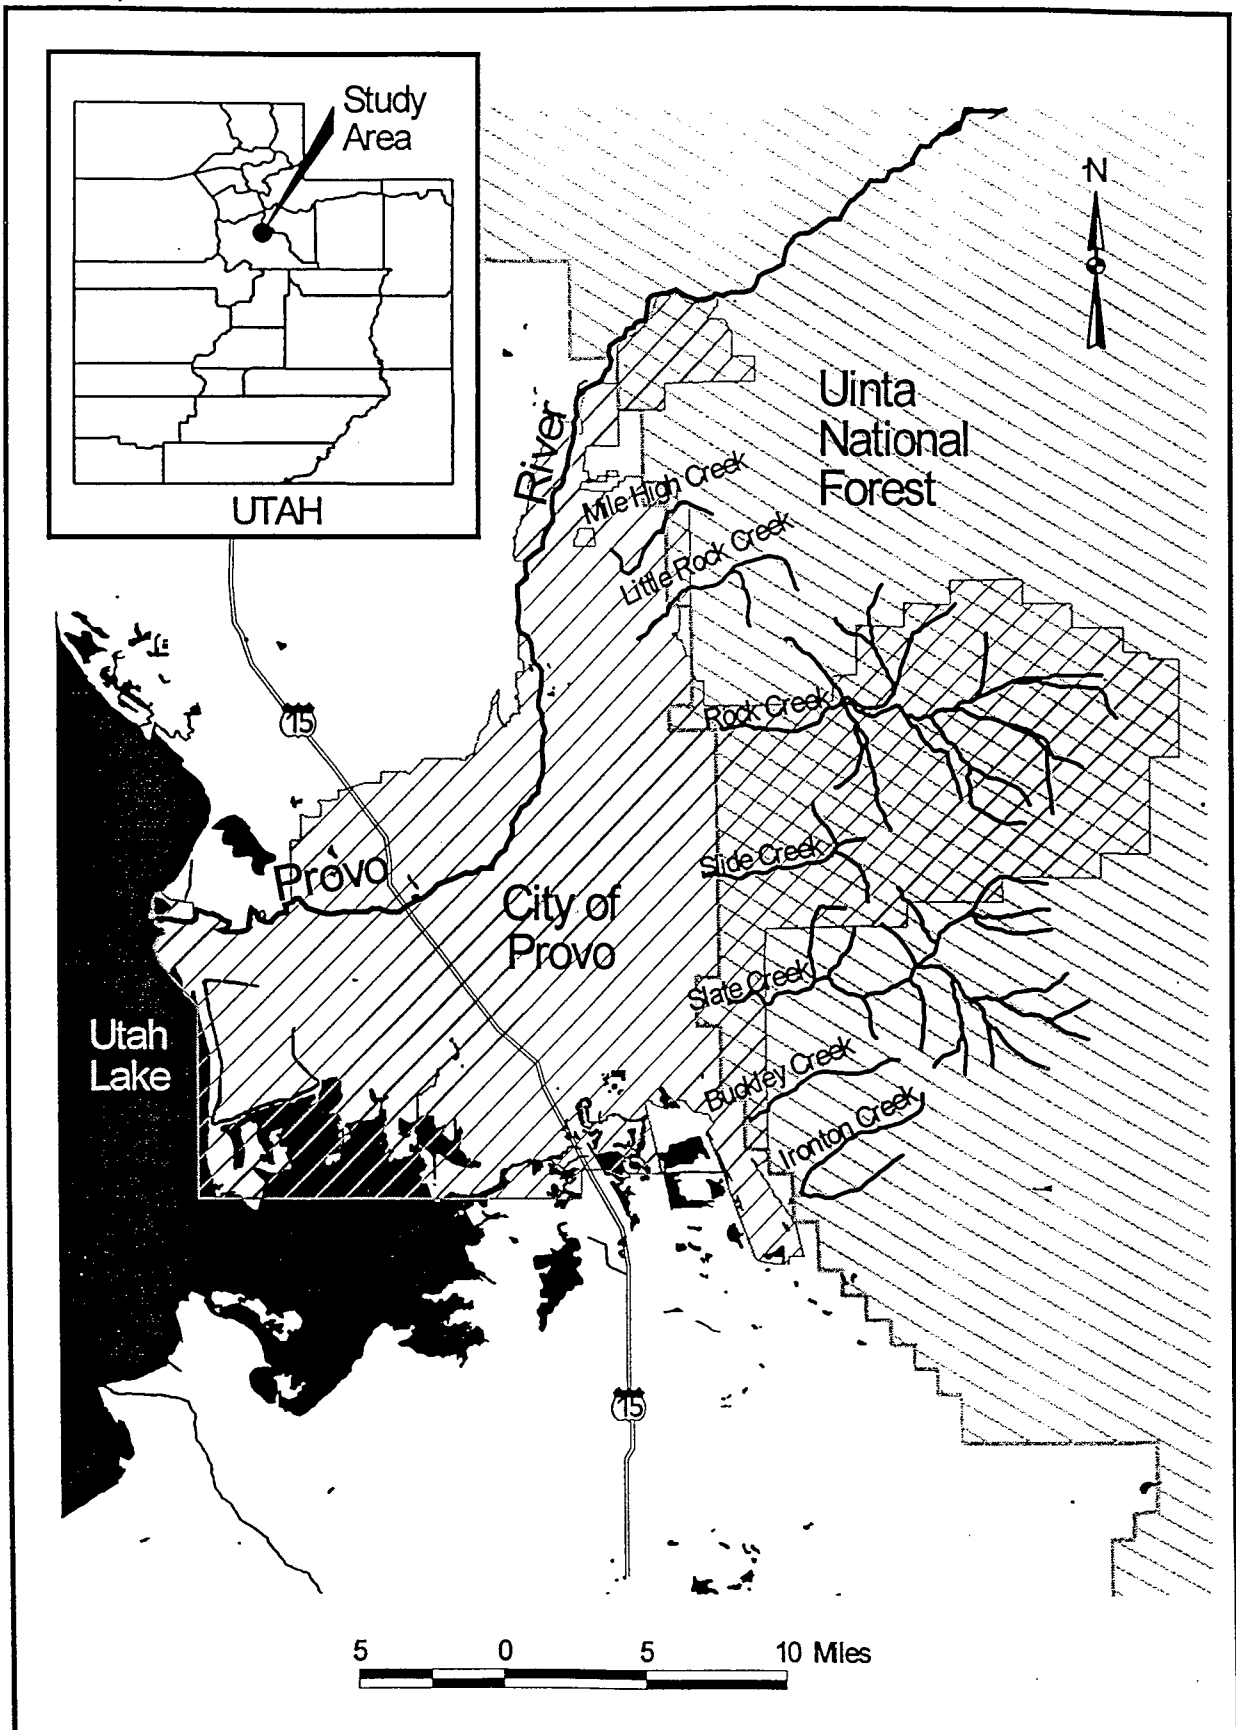 Study
Area
UTAH
N
Uinta
National
Forest
River
Mile High Creek
Little Rock Creek
Rock Creek
15
Slide Creek
Provo
City of
Provo
Slate Creek
Utah
Lake
Buckley Creek
Ironton Creek
15
5 0 5 10 Miles